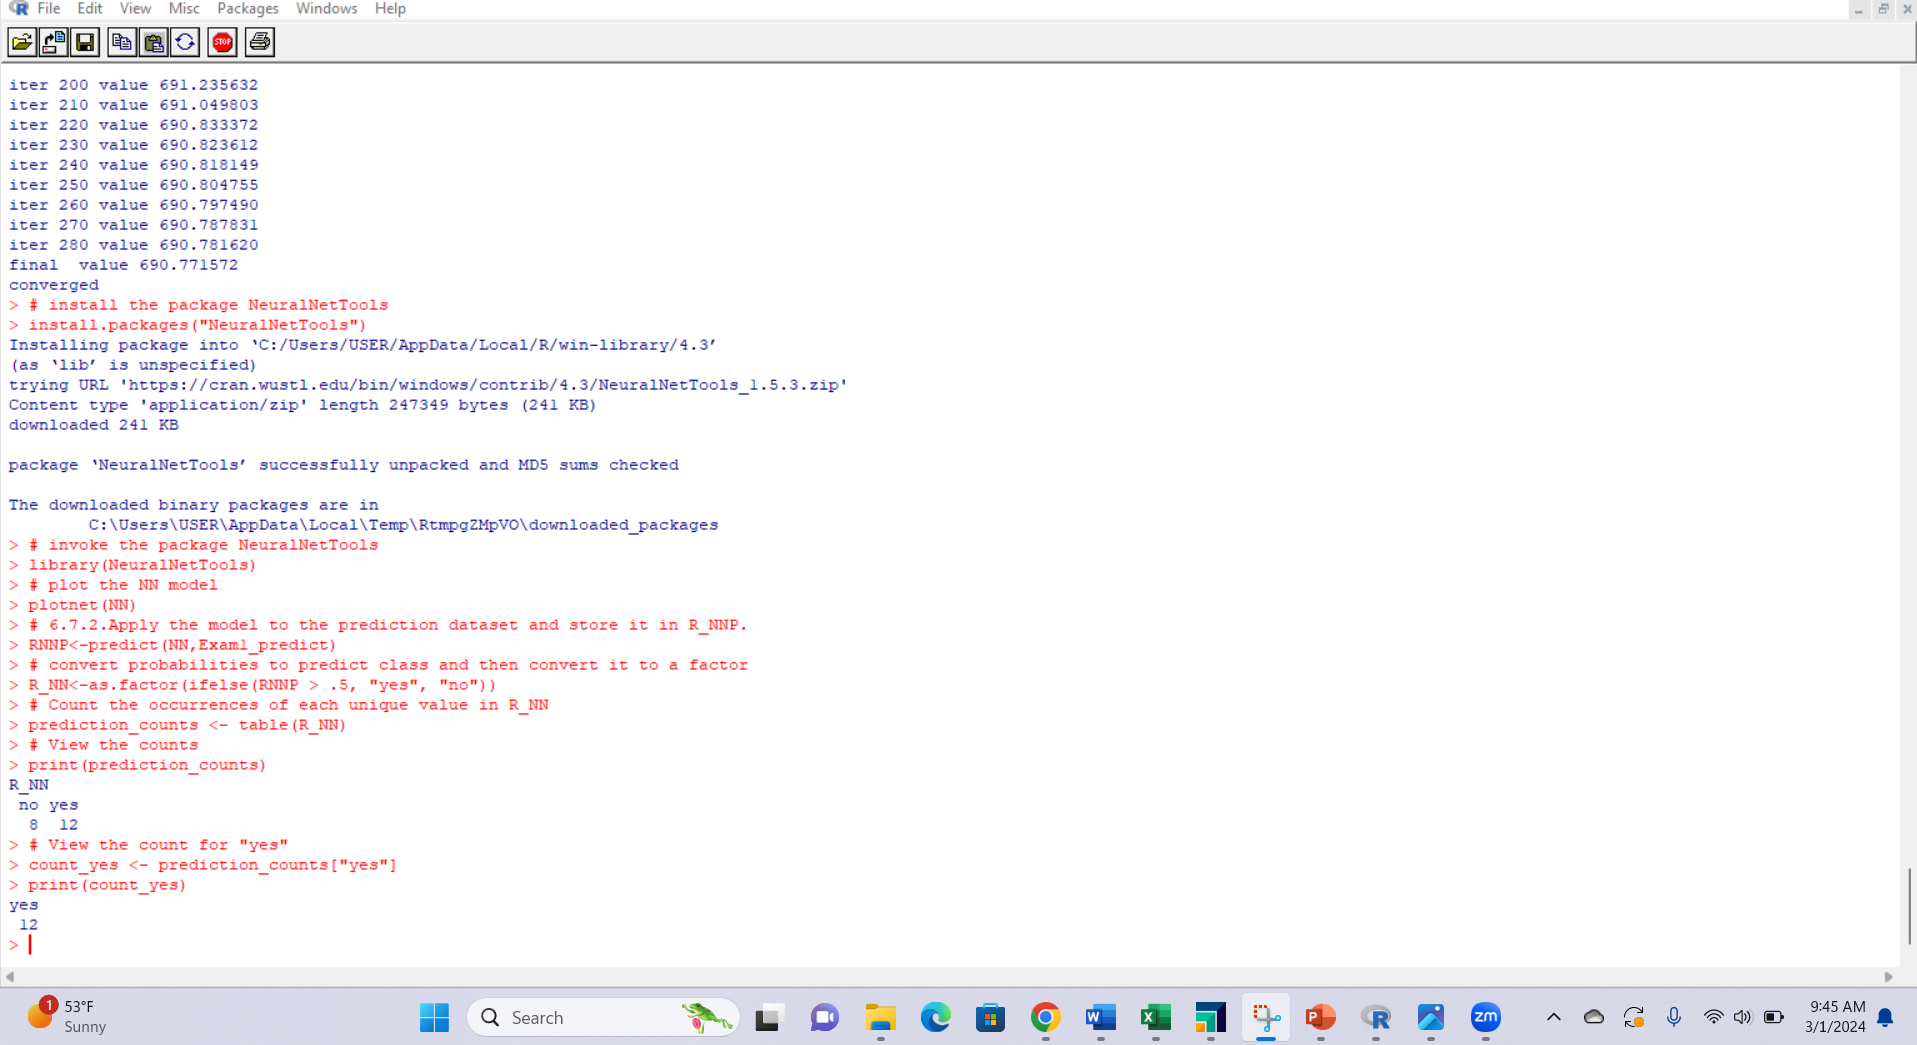 File Edit View Misc Packages Windows Help
STOP
iter 200 value 691.235632
iter 210 value 691.049803
iter 220 value 690.833372
iter 230 value 690.823612
iter 240 value 690.818149
iter 250 value 690.804755
iter 260 value 690.797490
iter 270 value 690.787831
iter 280 value 690.781620
final  value 690.771572
converged
> # install the package NeuralNetTools
> install.packages("NeuralNetTools")
Installing package into ‘C:/Users/USER/AppData/Local/R/win-library/4.3’
(as ‘lib’ is unspecified)
trying URL 'https://cran.wustl.edu/bin/windows/contrib/4.3/NeuralNetTools_1.5.3.zip'
Content type 'application/zip' length 247349 bytes (241 KB)
downloaded 241 KB
package ‘NeuralNetTools’ successfully unpacked and MD5 sums checked
The downloaded binary packages are in
C:\Users\USER\AppData\Local\Temp\RtmpgZMpVO\downloaded_packages
> # invoke the package NeuralNetTools
> library(NeuralNetTools)
> # plot the NN model
> plotnet(NN)
> # 6.7.2.Apply the model to the prediction dataset and store it in R_NNP.
> RNNP<-predict(NN,Exam1_predict)
> # convert probabilities to predict class and then convert it to a factor
> R_NN<-as.factor(ifelse(RNNP > .5, "yes", "no"))
> # Count the occurrences of each unique value in R_NN
> prediction_counts <- table(R_NN)
> # View the counts
> print(prediction_counts)
R_NN
no yes
8 12
> # View the count for "yes"
> count_yes <- prediction_counts["yes"]
> print(count_yes)
yes
12
>
1
53°F
Sunny
Search
W
X
P
R
zm
9:45 AM
3/1/2024